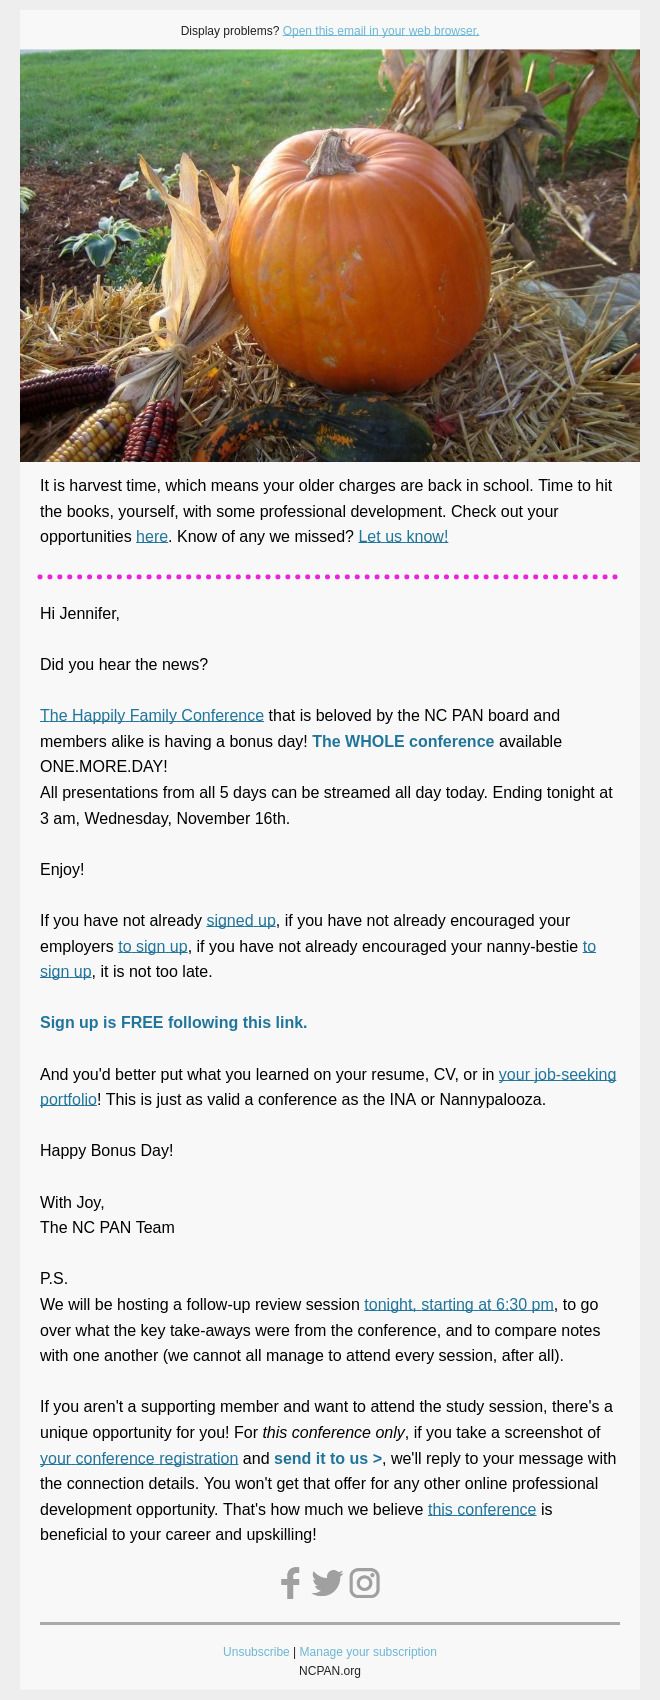 Display problems? Open this email in your web browser.
It is harvest time, which means your older charges are back in school. Time to hit
the books, yourself, with some professional development. Check out your
opportunities here. Know of any we missed? Let us know!
Hi Jennifer,
Did you hear the news?
The Happily Family Conference that is beloved by the NC PAN board and
members alike is having a bonus day! The WHOLE conference available
ONE.MORE.DAY!
All presentations from all 5 days can be streamed all day today. Ending tonight at
3 am, Wednesday, November 16th.
Enjoy!
If you have not already signed up, if you have not already encouraged your
employers to sign up, if you have not already encouraged your nanny-bestie to
sign up, it is not too late.
Sign up is FREE following this link.
And you'd better put what you learned on your resume, CV, or in your job-seeking
portfolio! This is just as valid a conference as the INA or Nannypalooza.
Happy Bonus Day!
With Joy,
The NC PAN Team
P.S.
We will be hosting a follow-up review session tonight, starting at 6:30 pm, to go
over what the key take-aways were from the conference, and to compare notes
with one another (we cannot all manage to attend every session, after all).
If you aren't a supporting member and want to attend the study session, there's a
unique opportunity for you! For this conference only, if you take a screenshot of
your conference registration and send it to us >, we'll reply to your message with
the connection details. You won't get that offer for any other online professional
development opportunity. That's how much we believe this conference is
beneficial to your career and upskilling!
Unsubscribe | Manage your subscription
NCPAN.org